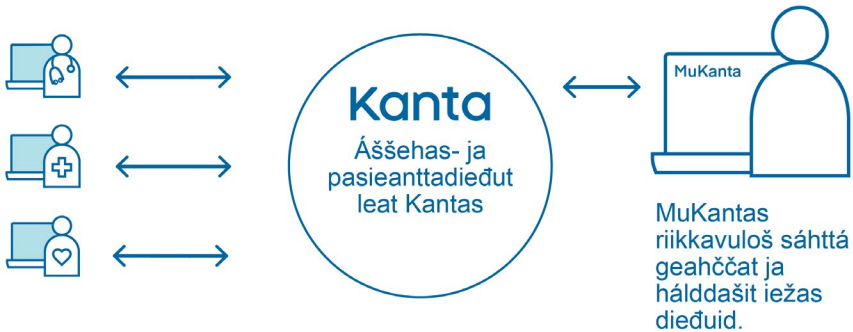 Kanta
Áššehas- ja
pasieanttadieđut
leat Kantas
MuKanta
MuKantas
riikkavuloš sáhttá
geahččat ja
hálddašit iežas
dieđuid.